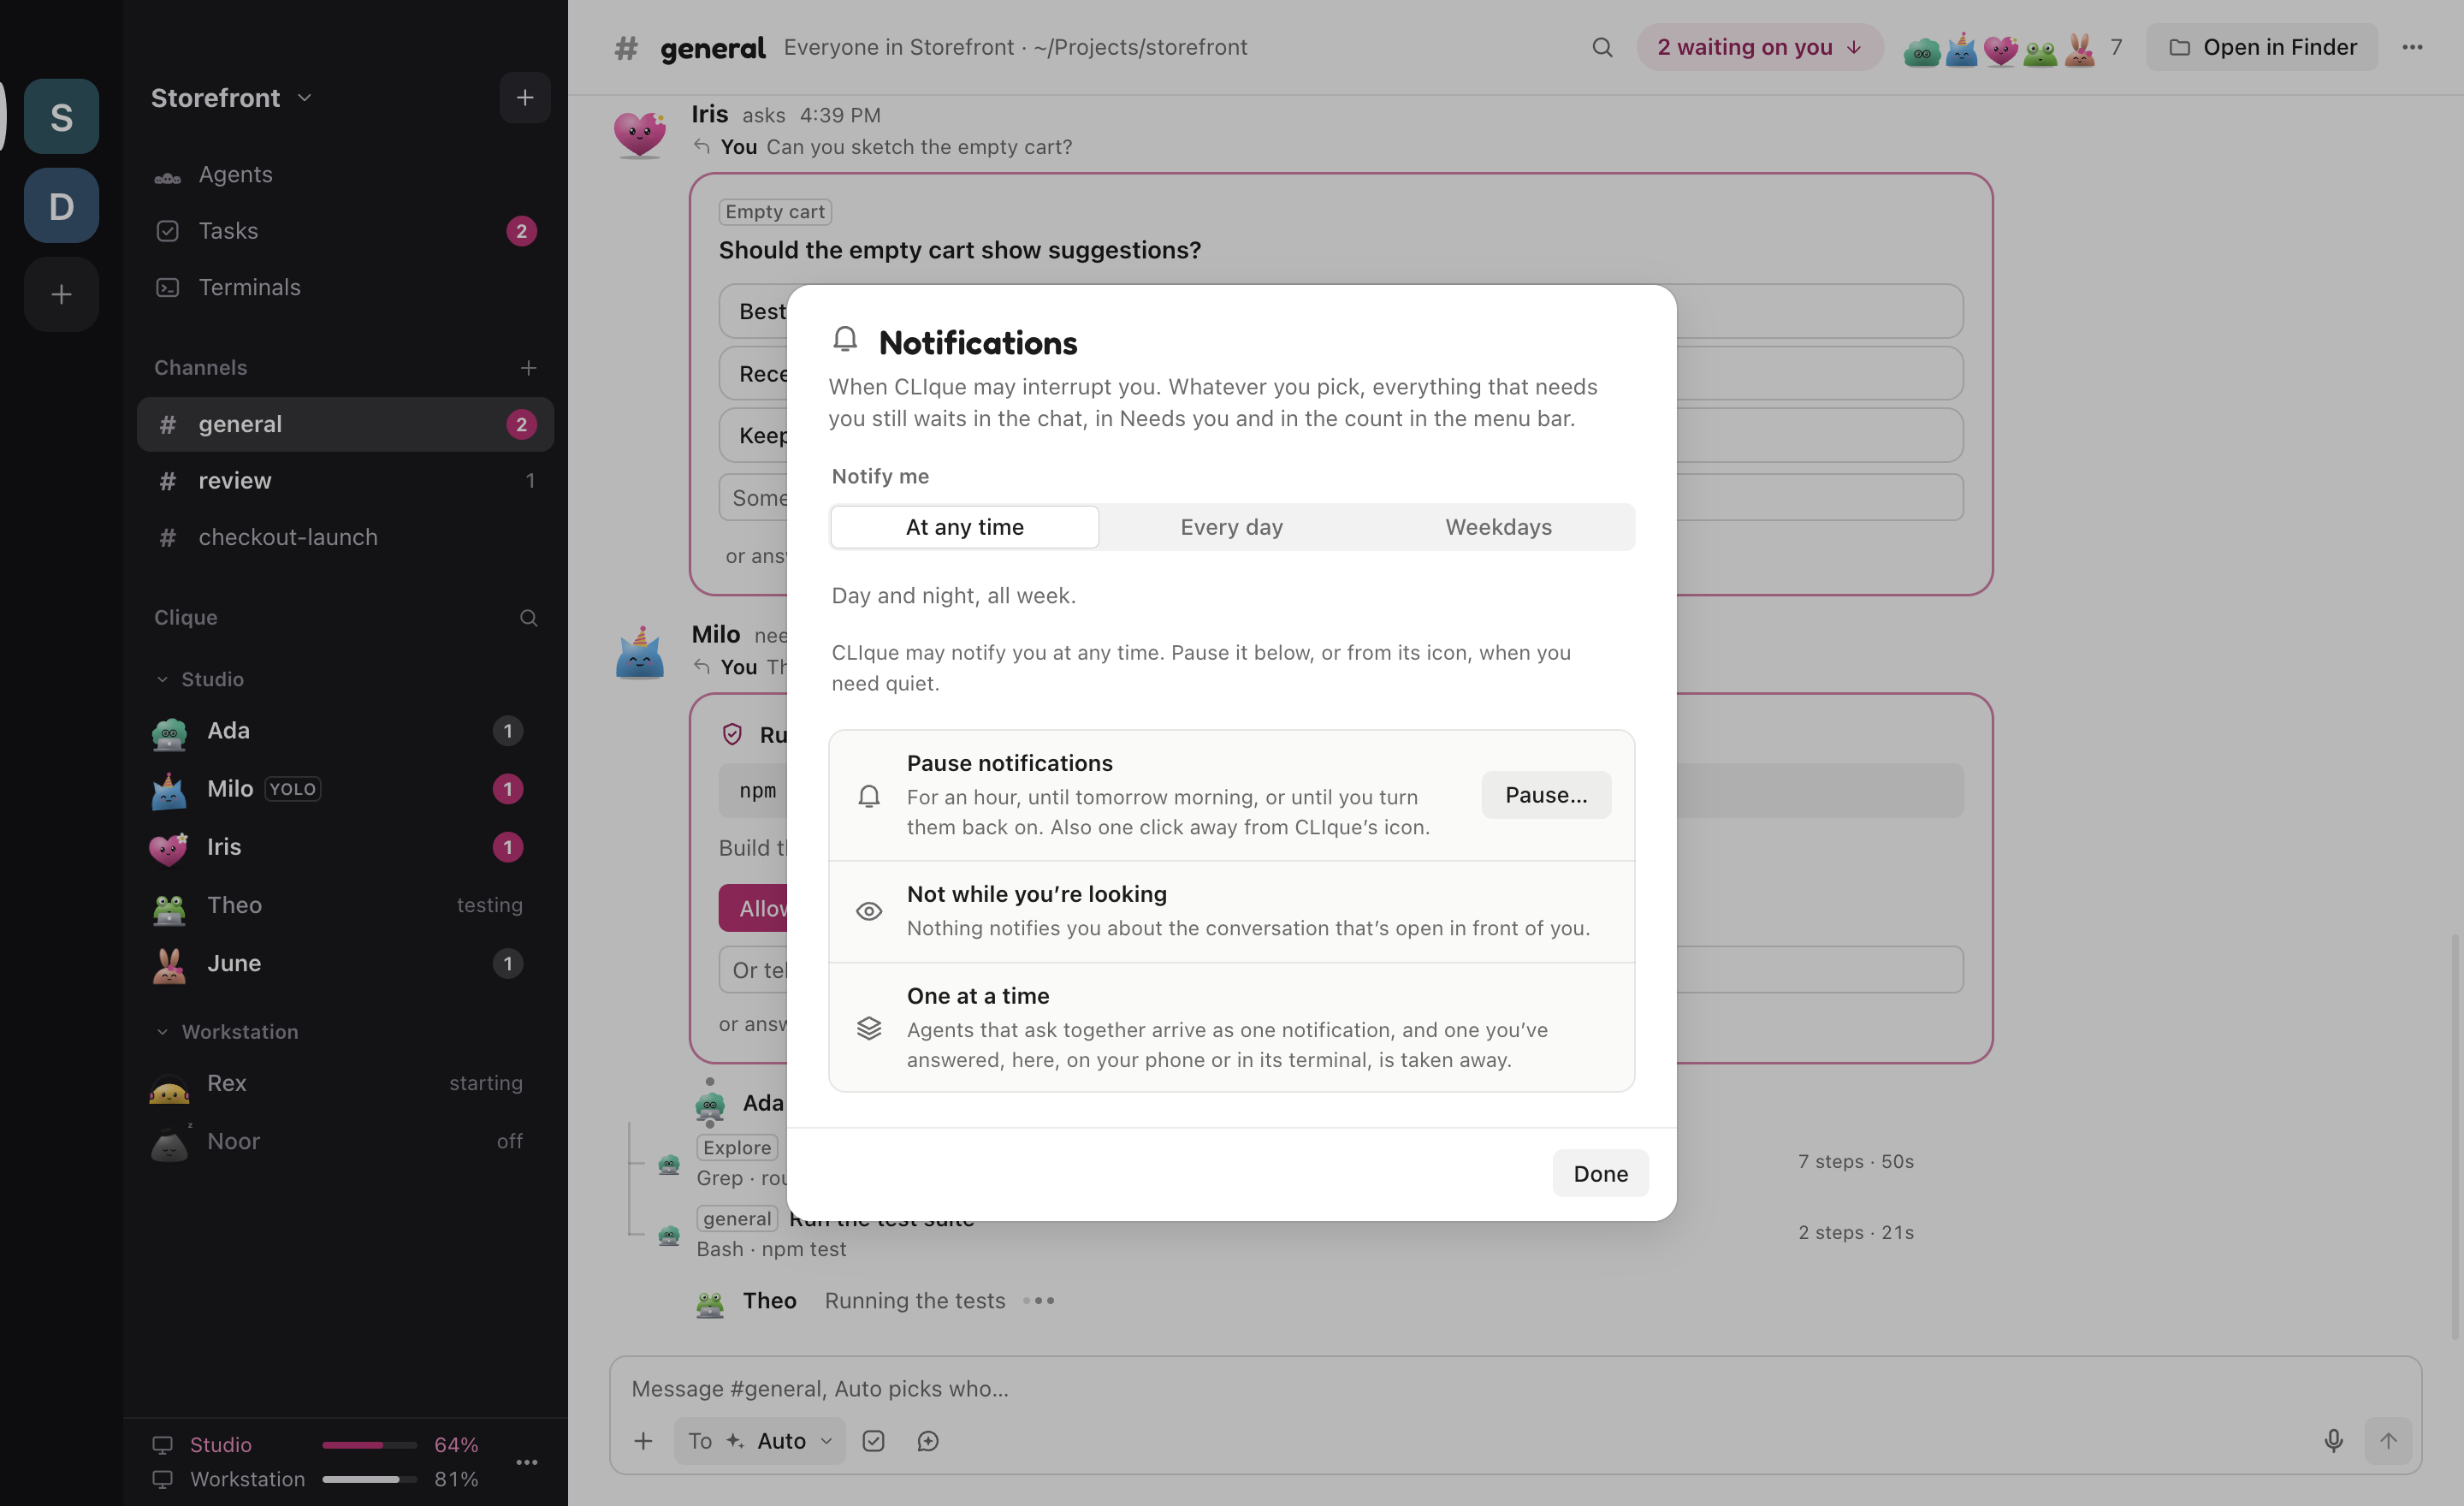 S
D
Storefront
Agents
Tasks 2
Terminals
Channels
# general 2
# review 1
# checkout-launch
Clique
Studio
Ada 1
Milo YOLO 1
Iris 1
Theo testing
June 1
Workstation
Rex starting
Noor off
Studio 64%
Workstation 81%
# general Everyone in Storefront · ~/Projects/storefront
2 waiting on you
7
Open in Finder
Iris asks 4:39 PM
You Can you sketch the empty cart?
Empty cart
Should the empty cart show suggestions?
Best
Rece
Keep
Some
or ans
Milo nee
You Th
Ru
npm
Build t
Allow
Or tel
or answ
Ada
Explore
Grep · rou
7 steps · 50s
general Run the test suite
Bash · npm test
2 steps · 21s
Theo Running the tests
Message #general, Auto picks who…
To Auto
Notifications
When CLIque may interrupt you. Whatever you pick, everything that needs
you still waits in the chat, in Needs you and in the count in the menu bar.
Notify me
At any time Every day Weekdays
Day and night, all week.
CLIque may notify you at any time. Pause it below, or from its icon, when you
need quiet.
Pause notifications
For an hour, until tomorrow morning, or until you turn
them back on. Also one click away from CLIque’s icon.
Pause…
Not while you’re looking
Nothing notifies you about the conversation that’s open in front of you.
One at a time
Agents that ask together arrive as one notification, and one you’ve
answered, here, on your phone or in its terminal, is taken away.
Done